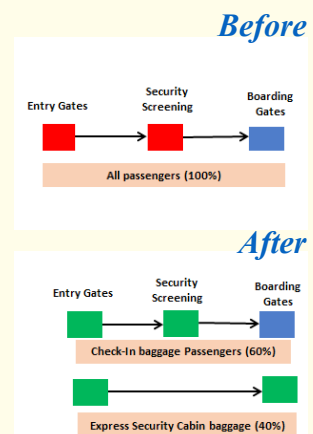 Before
Entry Gates
Security
Screening
Boarding
Gates
All passengers (100%)
After
Entry Gates
Security
Screening
Boarding
Gates
Check-In baggage Passengers (60%)
Express Security Cabin baggage (40%)